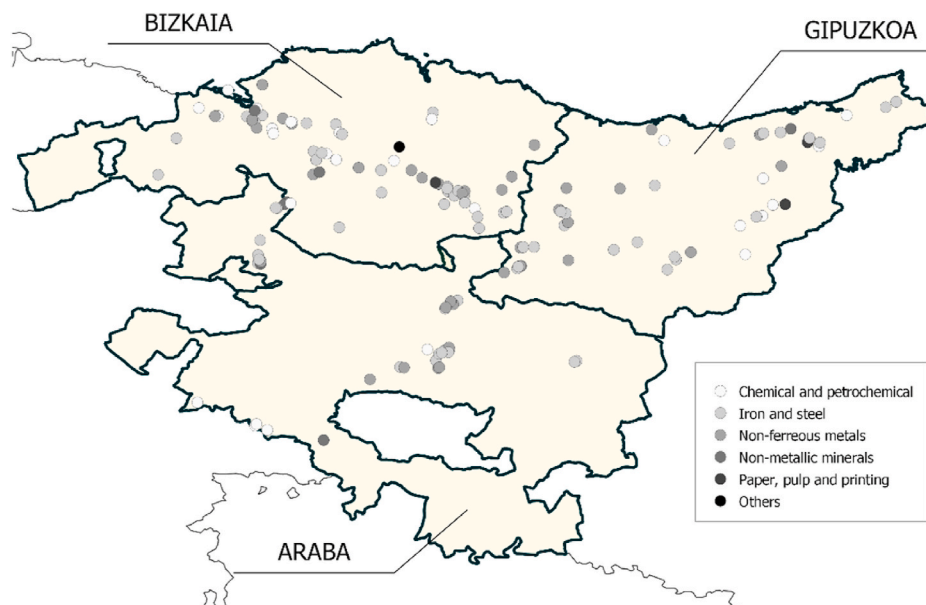 BIZKAIA
GIPUZKOA
Chemical and petrochemical
Iron and steel
Non-ferreous metals
Non-metallic minerals
Paper, pulp and printing
Others
ARABA